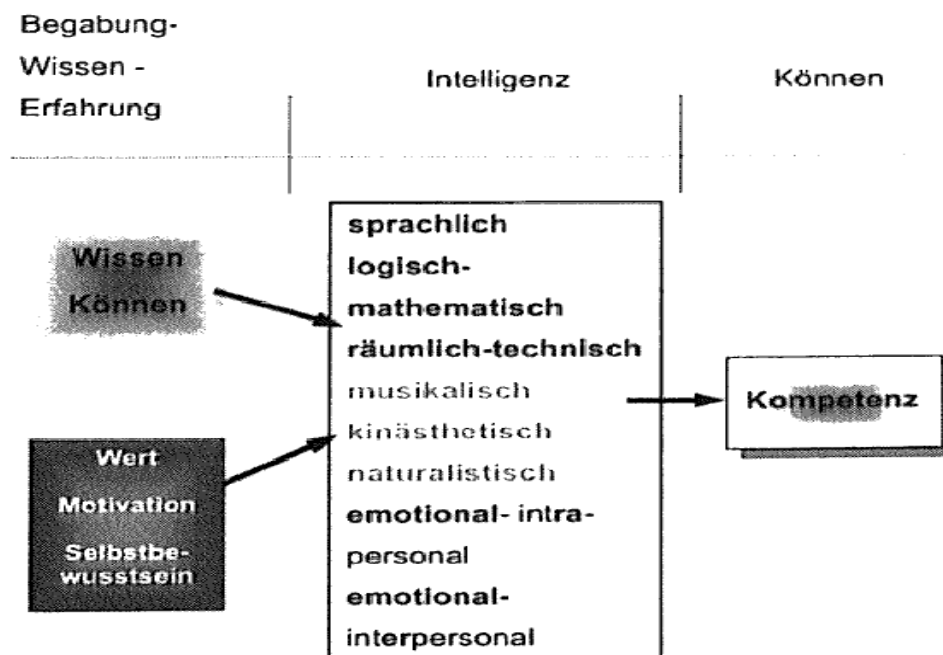 Begabung-
Wissen -
Erfahrung
Intelligenz
Können
Wissen
Können
Wert
Motivation
Selbstbe-
wusstsein
sprachlich
logisch-
mathematisch
räumlich-technisch
musikalisch
kinästhetisch
naturalistisch
emotional- intra-
personal
emotional-
interpersonal
Kompetenz